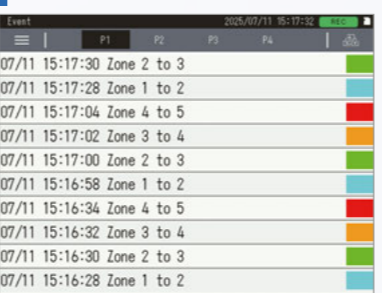 Event 2025/07/11 15:17:32 REC
P1 P2 P3 P4
07/11 15:17:30 Zone 2 to 3
07/11 15:17:28 Zone 1 to 2
07/11 15:17:04 Zone 4 to 5
07/11 15:17:02 Zone 3 to 4
07/11 15:17:00 Zone 2 to 3
07/11 15:16:58 Zone 1 to 2
07/11 15:16:34 Zone 4 to 5
07/11 15:16:32 Zone 3 to 4
07/11 15:16:30 Zone 2 to 3
07/11 15:16:28 Zone 1 to 2